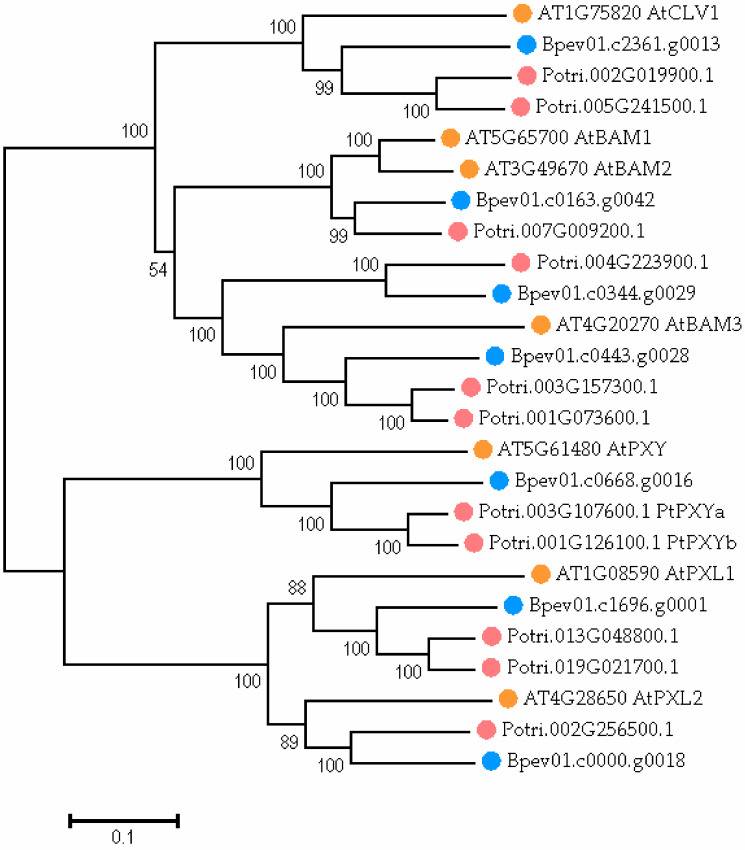 100
AT1G75820 AtCLV1
Bpev01.c2361.g0013
99
Potri.002G019900.1
100
Potri.005G241500.1
100
100
AT5G65700 AtBAM1
100
AT3G49670 AtBAM2
Bpev01.c0163.g0042
99
Potri.007G009200.1
54
100
Potri.004G223900.1
Bpev01.c0344.g0029
100
AT4G20270 AtBAM3
100
Bpev01.c0443.g0028
100
Potri.003G157300.1
100
Potri.001G073600.1
100
AT5G61480 AtPXY
Bpev01.c0668.g0016
100
Potri.003G107600.1 PtPXYa
100
Potri.001G126100.1 PtPXYb
88
AT1G08590 AtPXL1
Bpev01.c1696.g0001
100
Potri.013G048800.1
100
Potri.019G021700.1
100
AT4G28650 AtPXL2
89
Potri.002G256500.1
100
Bpev01.c0000.g0018
0.1